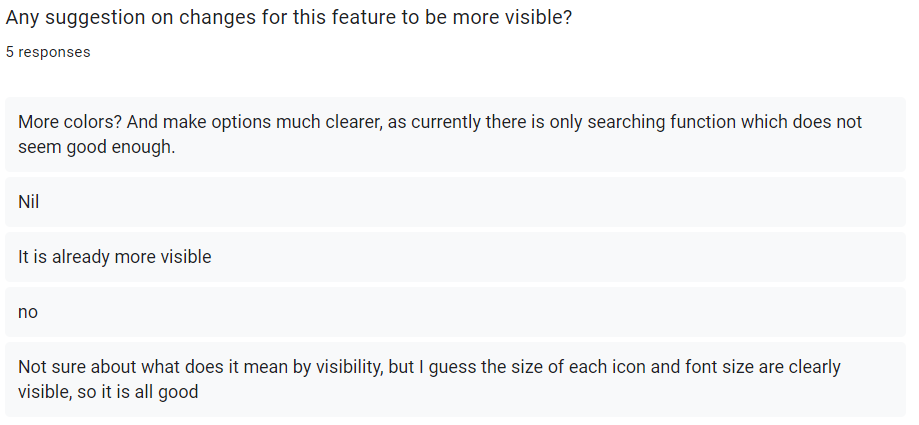 Any suggestion on changes for this feature to be more visible?
5 responses
More colors? And make options much clearer, as currently there is only searching function which does not
seem good enough.
Nil
It is already more visible
no
Not sure about what does it mean by visibility, but I guess the size of each icon and font size are clearly
visible, so it is all good